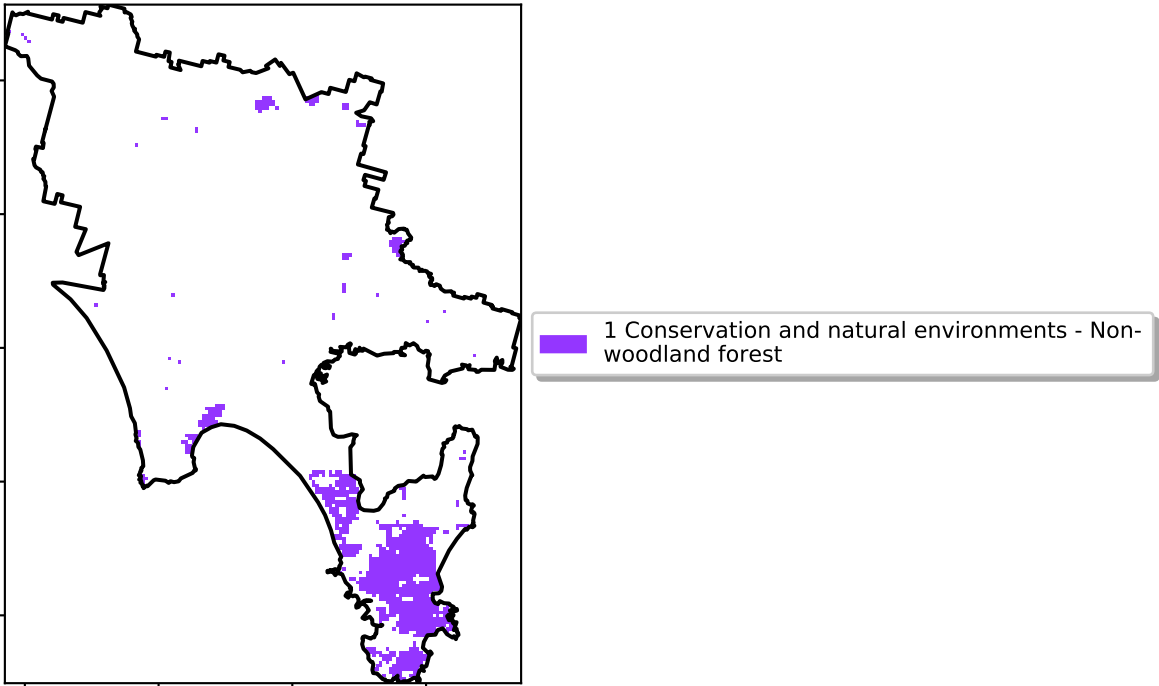 1 Conservation and natural environments - Non-
woodland forest